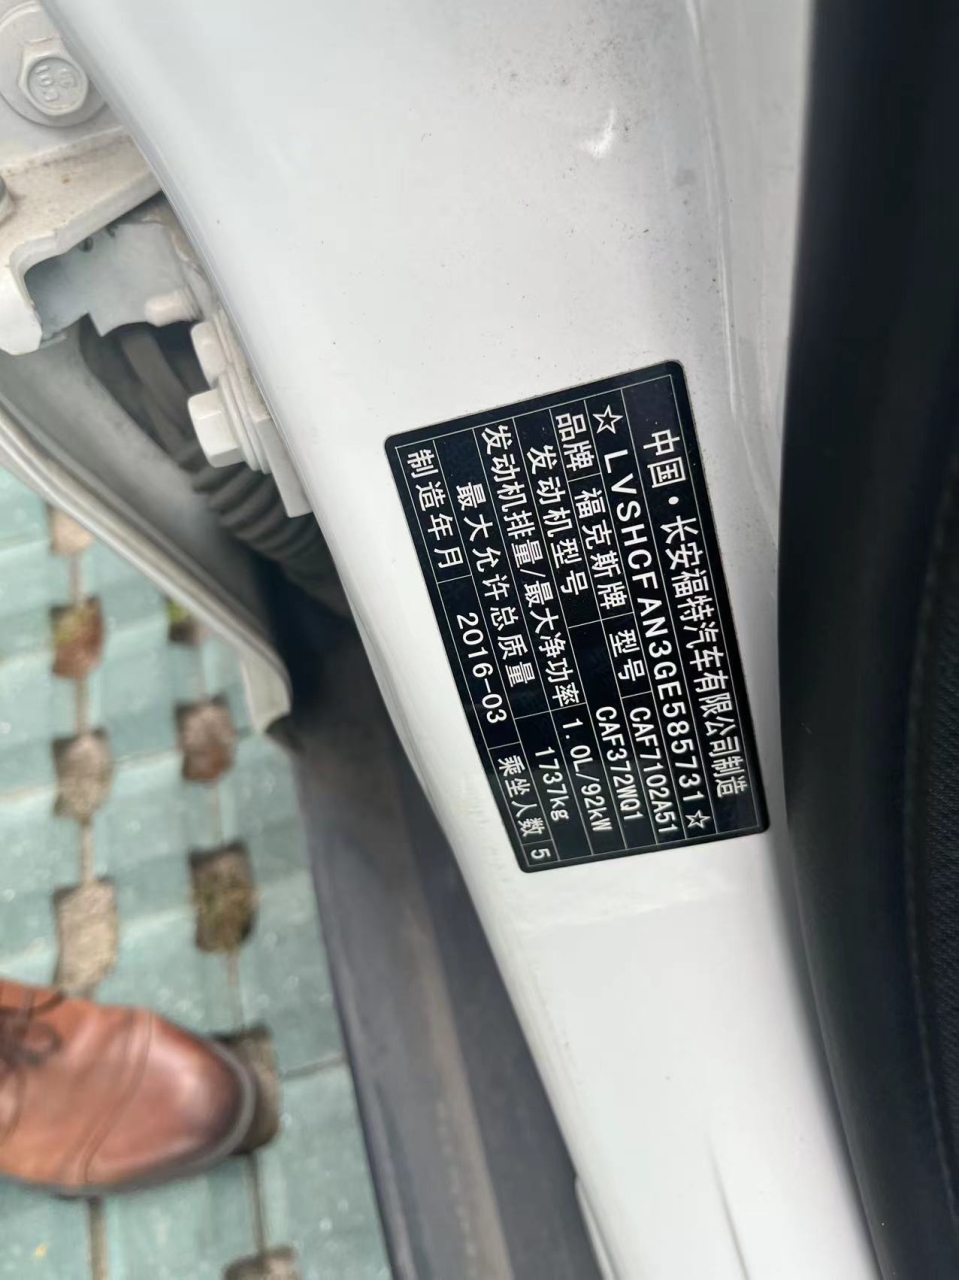 中国·长安福特汽车有限公司制造
☆LVSHCFAN3GE585731☆
品牌 福克斯牌 型号 CAF7102A51
发动机型号 CAF372WQ1
发动机排量/最大净功率 1.0L/92kW
最大允许总质量 1737kg
制造年月 2016-03 乘坐人数 5